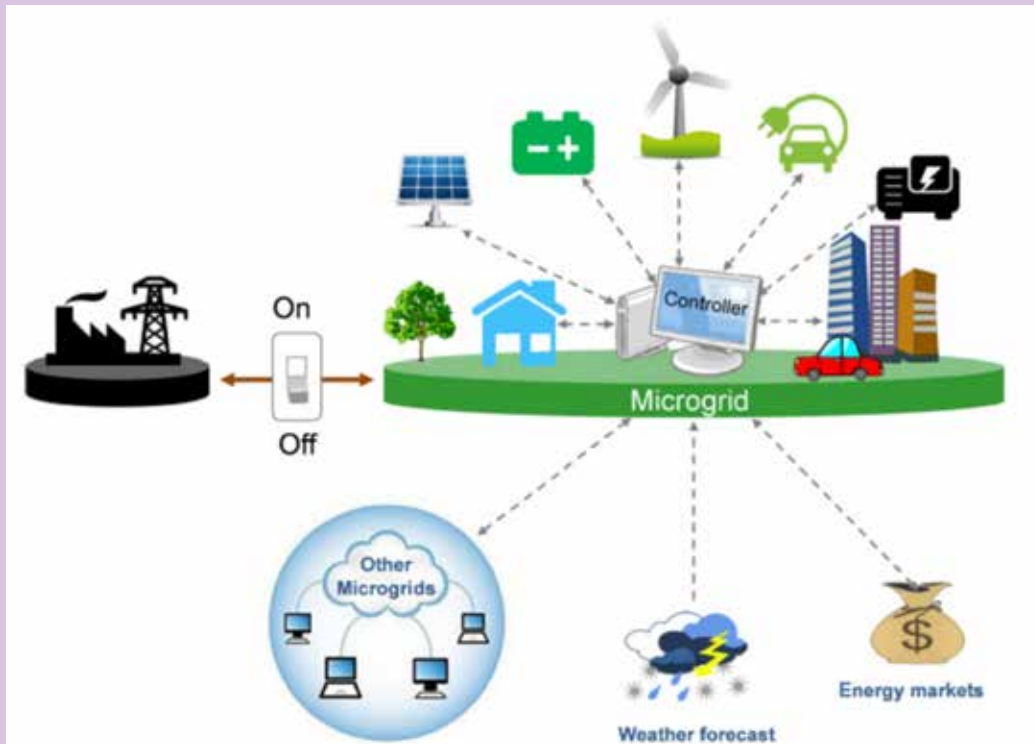 On
Off
Controller
Microgrid
Other
Microgrids
$
Weather forecast
Energy markets